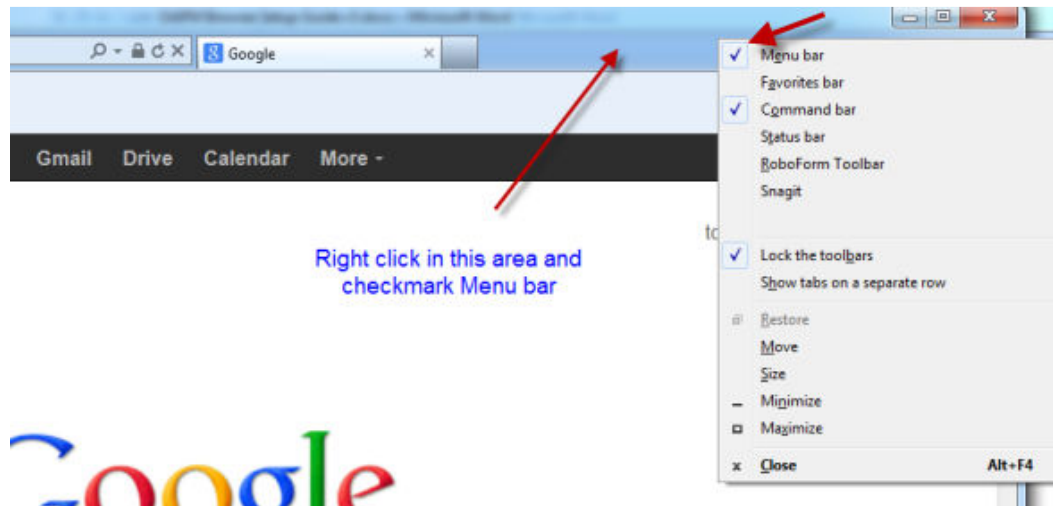 Google
Menu bar
Favorites bar
Command bar
Status bar
RoboForm Toolbar
Snagit
Lock the toolbars
Show tabs on a separate row
Restore
Move
Size
Minimize
Maximize
Close Alt+F4
Gmail Drive Calendar More
Right click in this area and
checkmark Menu bar
Google